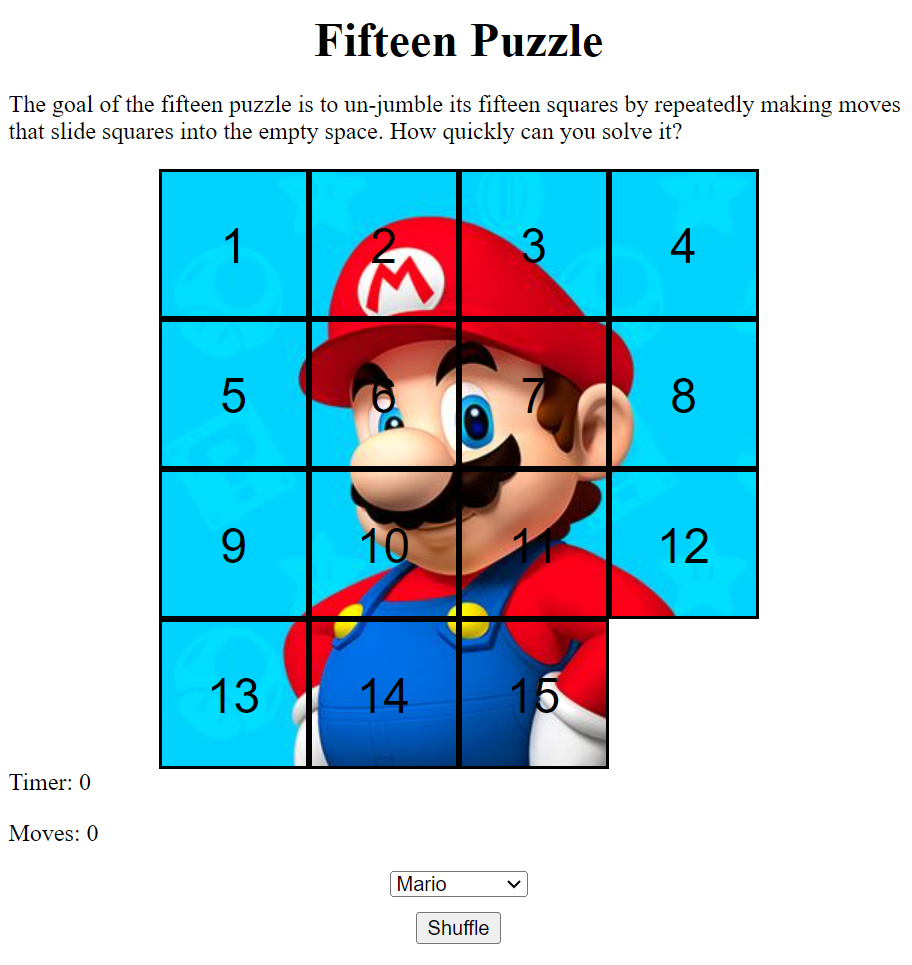 Fifteen Puzzle
The goal of the fifteen puzzle is to un-jumble its fifteen squares by repeatedly making moves
that slide squares into the empty space. How quickly can you solve it?
1 2 3 4
M
5 6 7 8
9 10 11 12
13 14 15
Timer: 0
Moves: 0
Mario
Shuffle